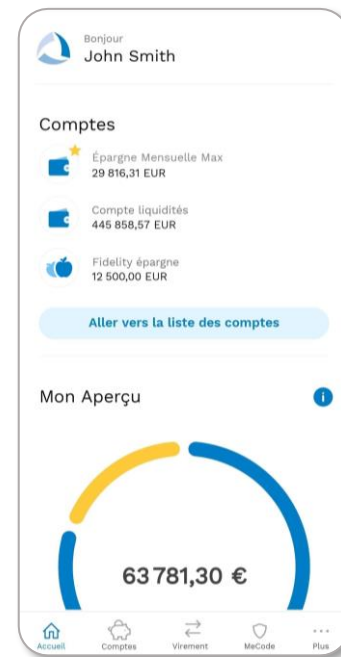 Bonjour
John Smith
Comptes
Épargne Mensuelle Max
29 816,31 EUR
Compte liquidités
445 858,57 EUR
Fidelity épargne
12 500,00 EUR
Aller vers la liste des comptes
Mon Aperçu
i
63 781,30 €
Accueil
Comptes
Virement
MeCode
Plus